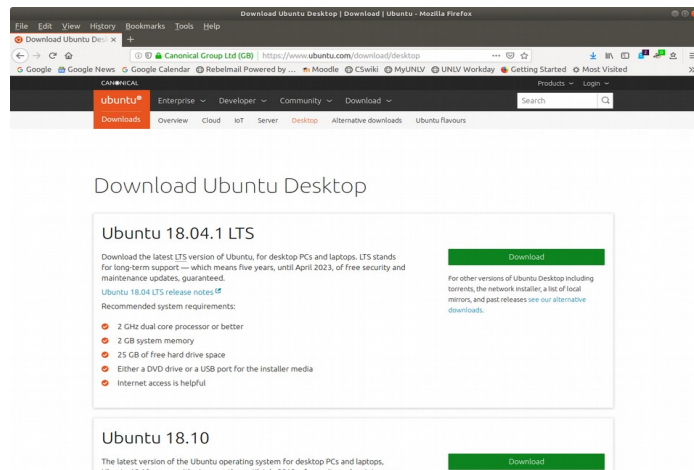 Download Ubuntu Desktop | Download | Ubuntu - Mozilla Firefox
File Edit View History Bookmarks Tools Help
Download Ubuntu Des
Canonical Group Ltd (GB) https://www.ubuntu.com/download/desktop
Google Google News Google Calendar Rebelmail Powered by ... Moodle CSwiki MyUNLV UNLV Workday Getting Started Most Visited
CANONICAL Products Login
ubuntu Enterprise Developer Community Download Search
Downloads Overview Cloud IoT Server Desktop Alternative downloads Ubuntu flavours
Download Ubuntu Desktop
Ubuntu 18.04.1 LTS
Download the latest LTS version of Ubuntu, for desktop PCs and laptops. LTS stands
for long-term support — which means five years, until April 2023, of free security and
maintenance updates, guaranteed.
Ubuntu 18.04 LTS release notes
Recommended system requirements:
2 GHz dual core processor or better
2 GB system memory
25 GB of free hard drive space
Either a DVD drive or a USB port for the installer media
Internet access is helpful
Download
For other versions of Ubuntu Desktop including
torrents, the network installer, a list of local
mirrors, and past releases see our alternative
downloads.
Ubuntu 18.10
The latest version of the Ubuntu operating system for desktop PCs and laptops,
Download